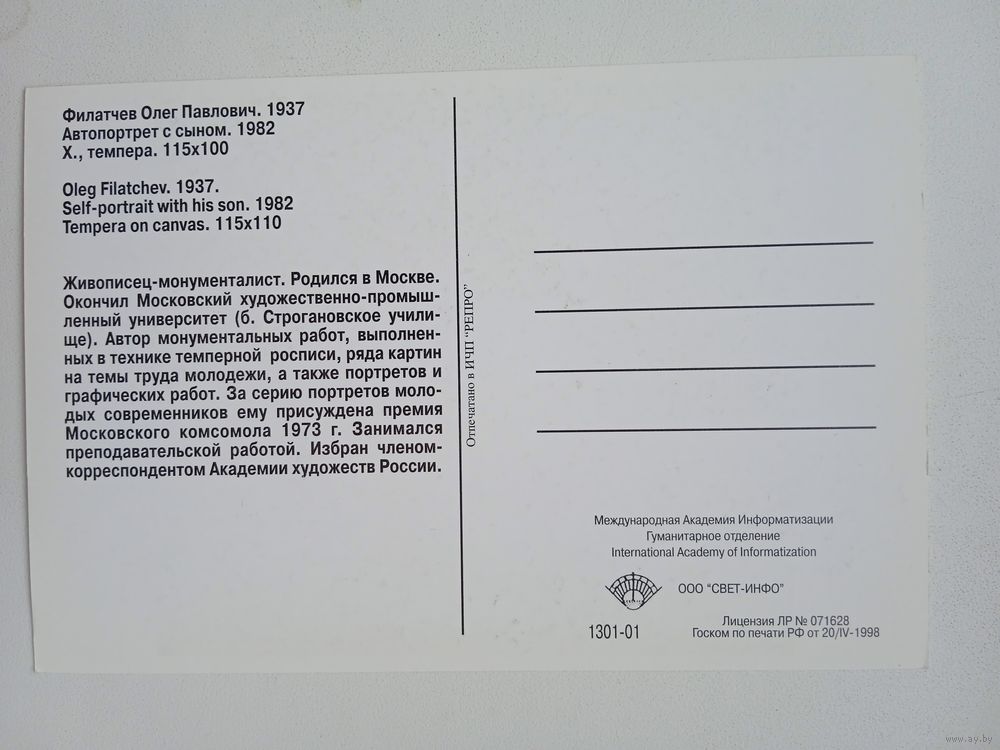 Филатчев Олег Павлович. 1937
Автопортрет с сыном. 1982
Х., темпера. 115x100
Oleg Filatchev. 1937.
Self-portrait with his son. 1982
Tempera on canvas. 115x110
Живописец-монументалист. Родился в Москве.
Окончил Московский художественно-промыш-
ленный университет (б. Строгановское учили-
ще). Автор монументальных работ, выполнен-
ных в технике темперной росписи, ряда картин
на темы труда молодежи, а также портретов и
графических работ. За серию портретов моло-
дых современников ему присуждена премия
Московского комсомола 1973 г. Занимался
преподавательской работой. Избран членом-
корреспондентом Академии художеств России.
Отпечатано в ИЧП “РЕПРО”
Международная Академия Информатизации
Гуманитарное отделение
International Academy of Informatization
ООО “СВЕТ-ИНФО”
1301-01
Лицензия ЛР № 071628
Госком по печати РФ от 20/IV-1998
www.ay.by